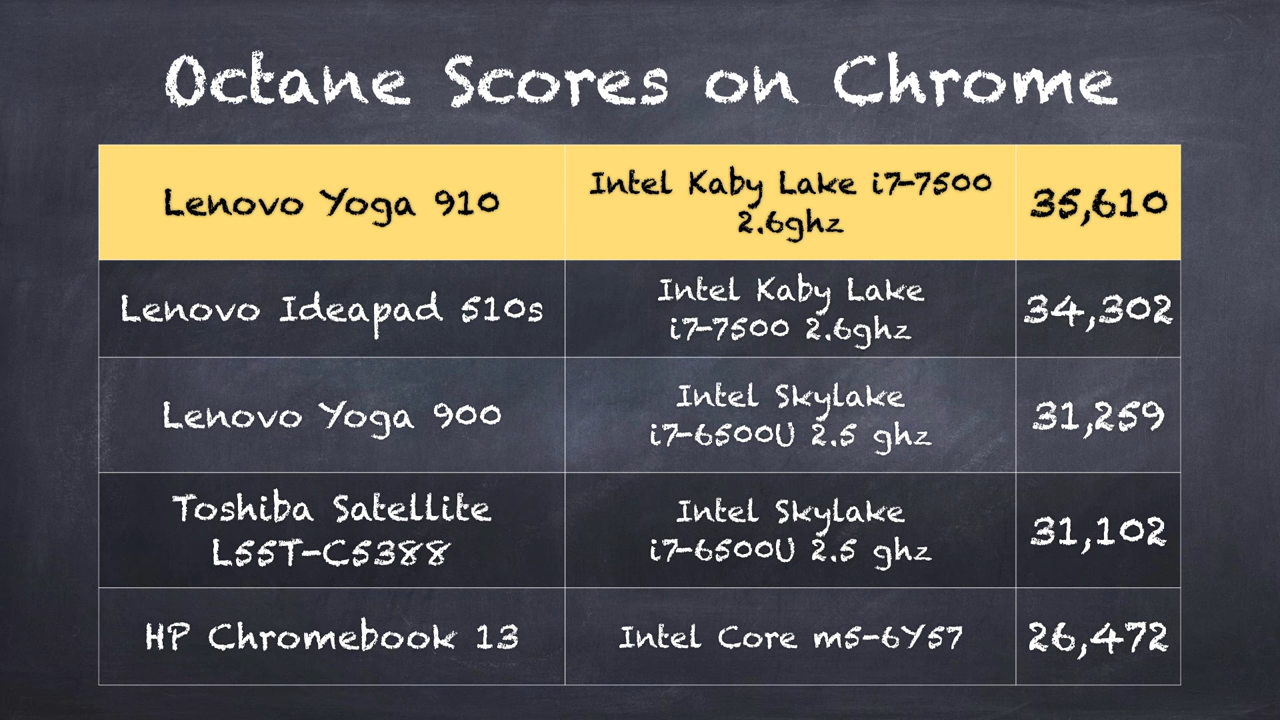 Octane Scores on Chrome
Lenovo Yoga 910
Intel Kaby Lake i7-7500
2.6ghz
35,610
Lenovo Ideapad 510s
Intel Kaby Lake
i7-7500 2.6ghz
34,302
Lenovo Yoga 900
Intel Skylake
i7-6500U 2.5 ghz
31,259
Toshiba Satellite
L55T-C5388
Intel Skylake
i7-6500U 2.5 ghz
31,102
HP Chromebook 13
Intel Core m5-6Y57
26,472